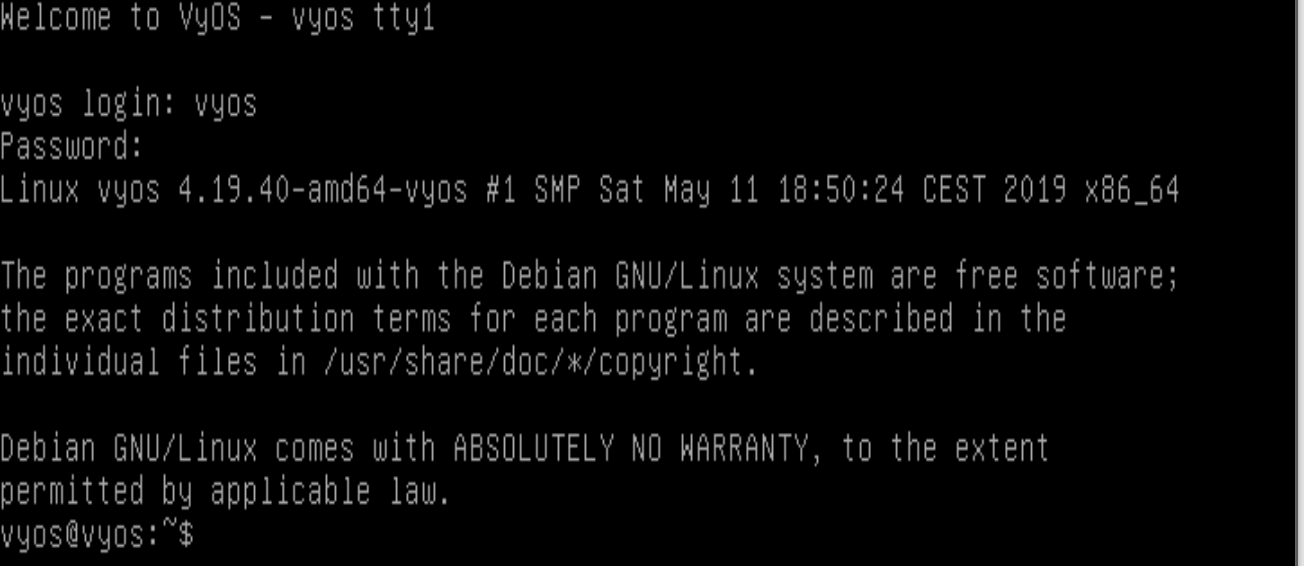 Welcome to VyOS - vyos tty1
vyos login: vyos
Password:
Linux vyos 4.19.40-amd64-vyos #1 SMP Sat May 11 18:50:24 CEST 2019 x86_64
The programs included with the Debian GNU/Linux system are free software;
the exact distribution terms for each program are described in the
individual files in /usr/share/doc/*/copyright.
Debian GNU/Linux comes with ABSOLUTELY NO WARRANTY, to the extent
permitted by applicable law.
vyos@vyos:~$